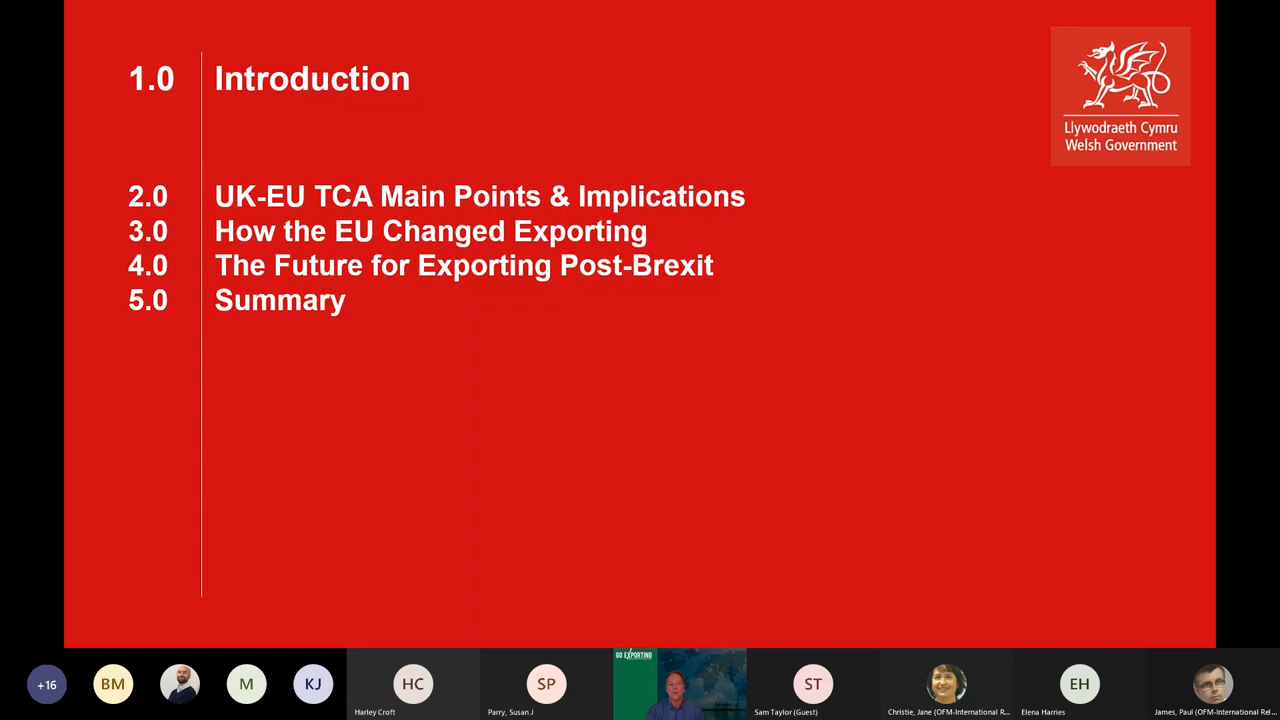 1.0 Introduction
Llywodraeth Cymru
Welsh Government
2.0 UK-EU TCA Main Points & Implications
3.0 How the EU Changed Exporting
4.0 The Future for Exporting Post-Brexit
5.0 Summary
GO EXPORTING
+16
BM
M
KJ
HC
SP
ST
EH
Harley Croft
Parry, Susan J
Sam Taylor (Guest)
Christie, Jane (OFM-International R...
Elena Harries
James, Paul (OFM-International Rel...